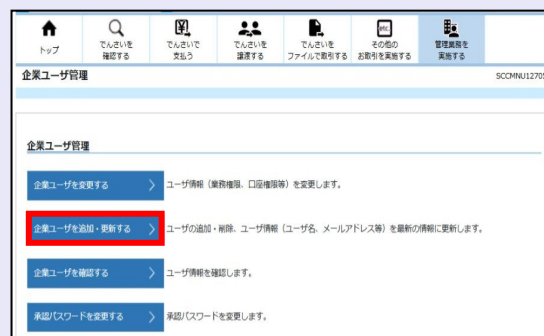 トップ
でんさいを
確認する
でんさいで
支払う
でんさいを
譲渡する
でんさいを
ファイルで取引する
etc.
その他の
お取引を実施する
管理業務を
実施する
企業ユーザ管理
SCCMNU12705
企業ユーザ管理
企業ユーザを変更する
ユーザ情報（業務権限、口座権限等）を変更します。
企業ユーザを追加・更新する
ユーザの追加・削除、ユーザ情報（ユーザ名、メールアドレス等）を最新の情報に更新します。
企業ユーザを確認する
ユーザ情報を確認します。
承認パスワードを変更する
承認パスワードを変更します。